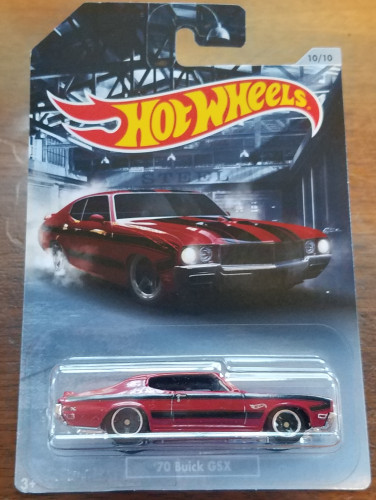 10/10
HOT WHEELS
STEEL
'70 Buick GSX
3+